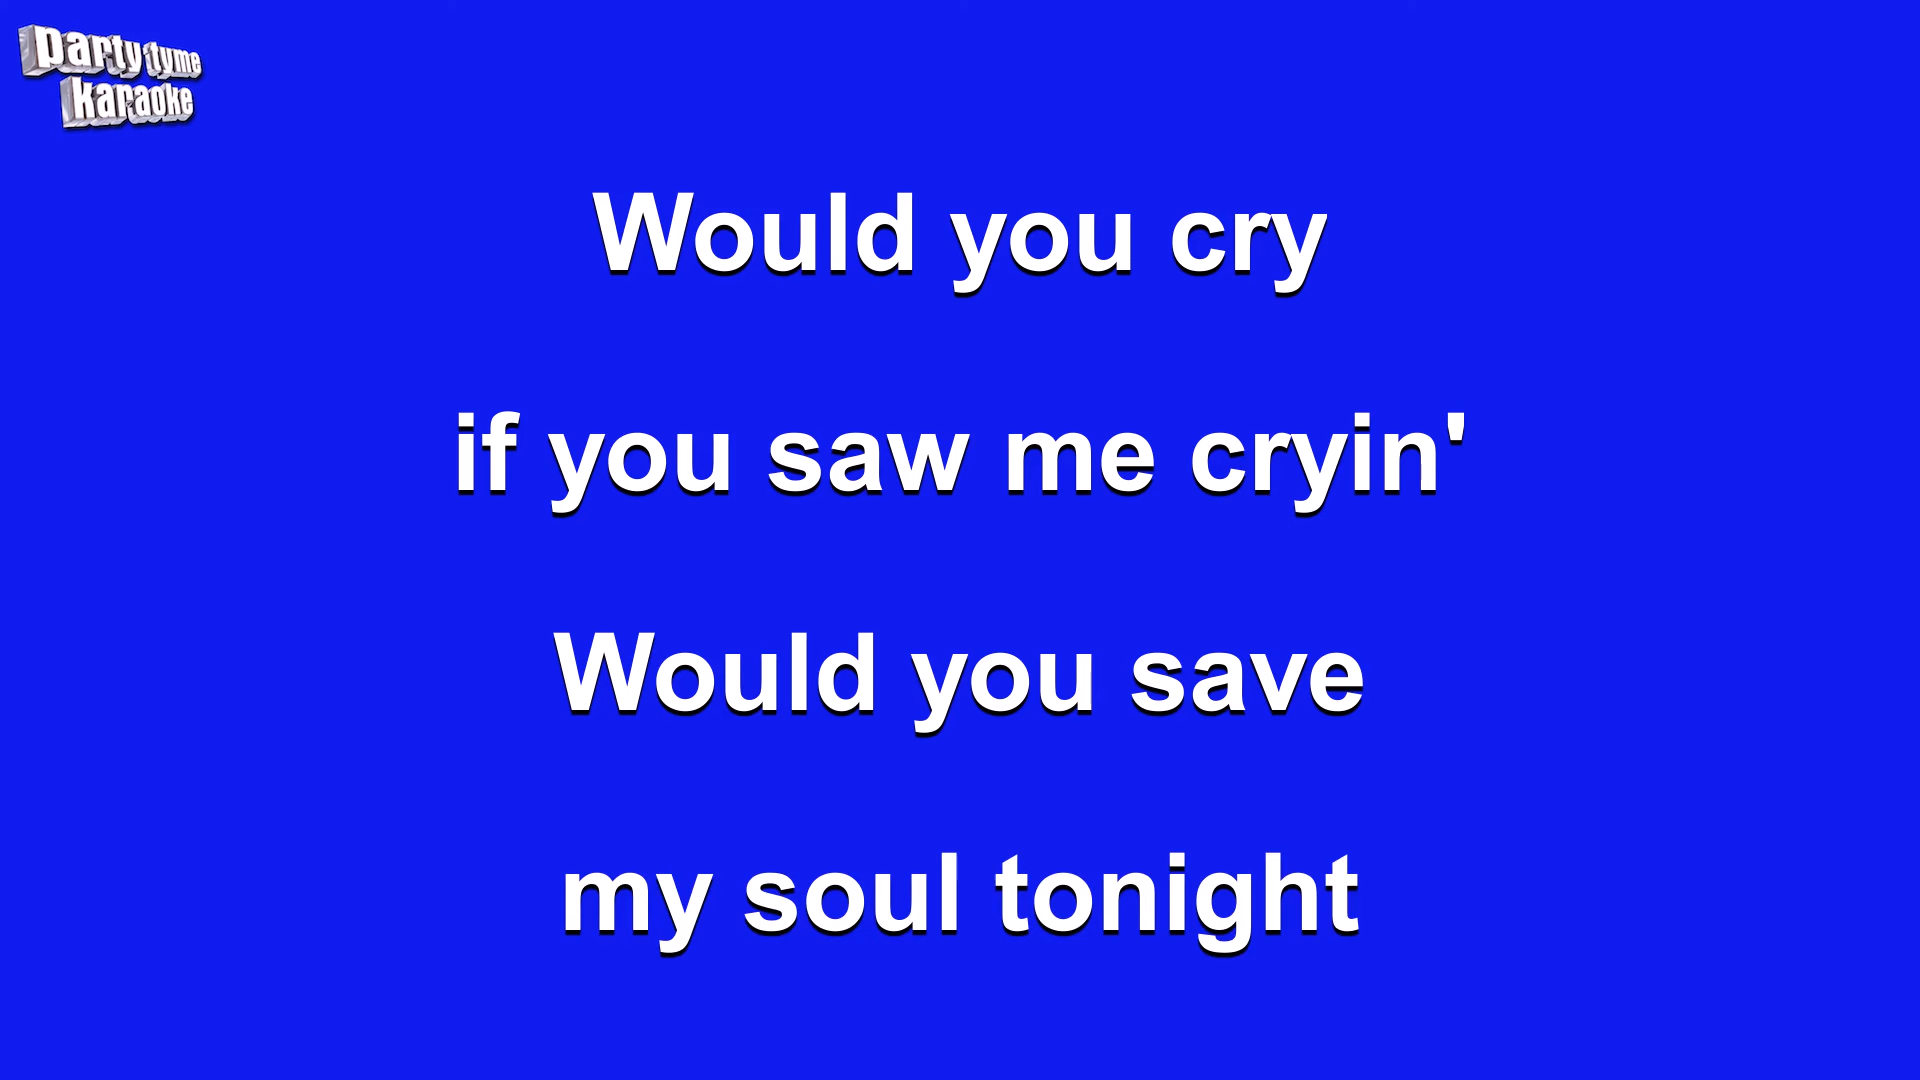 party tyme
karaoke
Would you cry
if you saw me cryin'
Would you save
my soul tonight